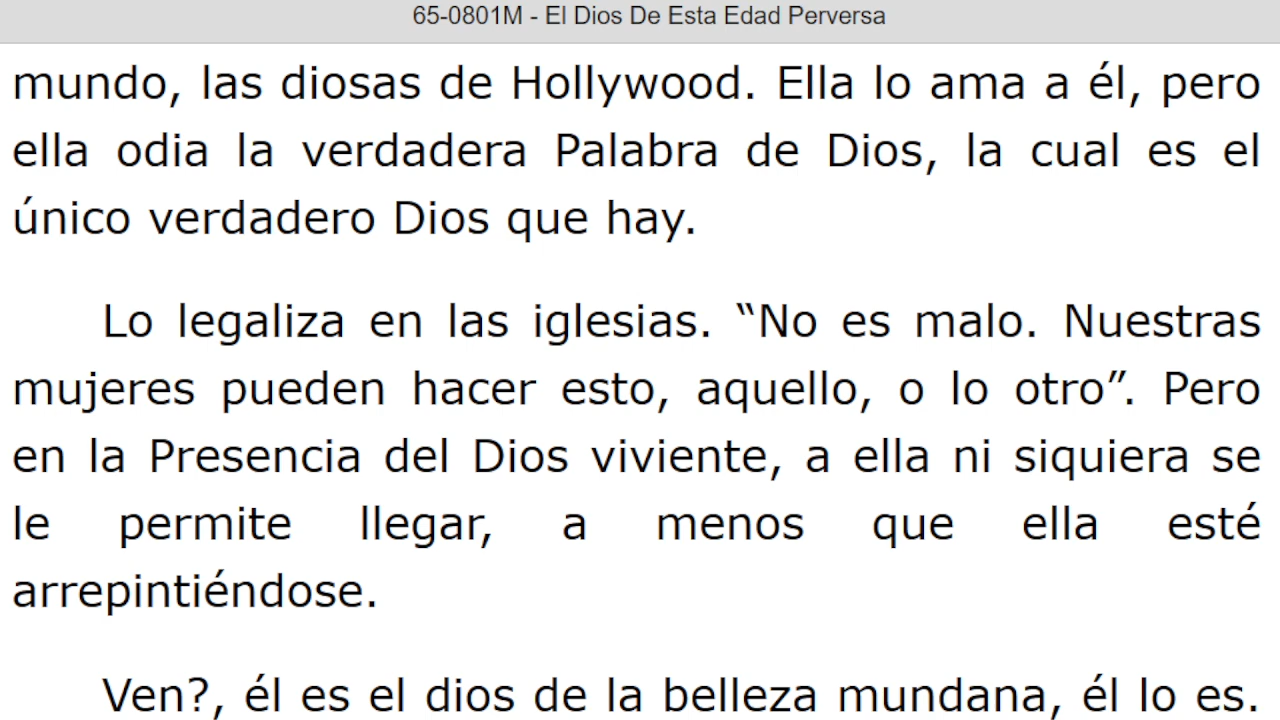 65-0801M - El Dios De Esta Edad Perversa
mundo, las diosas de Hollywood. Ella lo ama a él, pero
ella odia la verdadera Palabra de Dios, la cual es el
único verdadero Dios que hay.
Lo legaliza en las iglesias. “No es malo. Nuestras
mujeres pueden hacer esto, aquello, o lo otro”. Pero
en la Presencia del Dios viviente, a ella ni siquiera se
le permite llegar, a menos que ella esté
arrepintiéndose.
Ven?, él es el dios de la belleza mundana, él lo es.